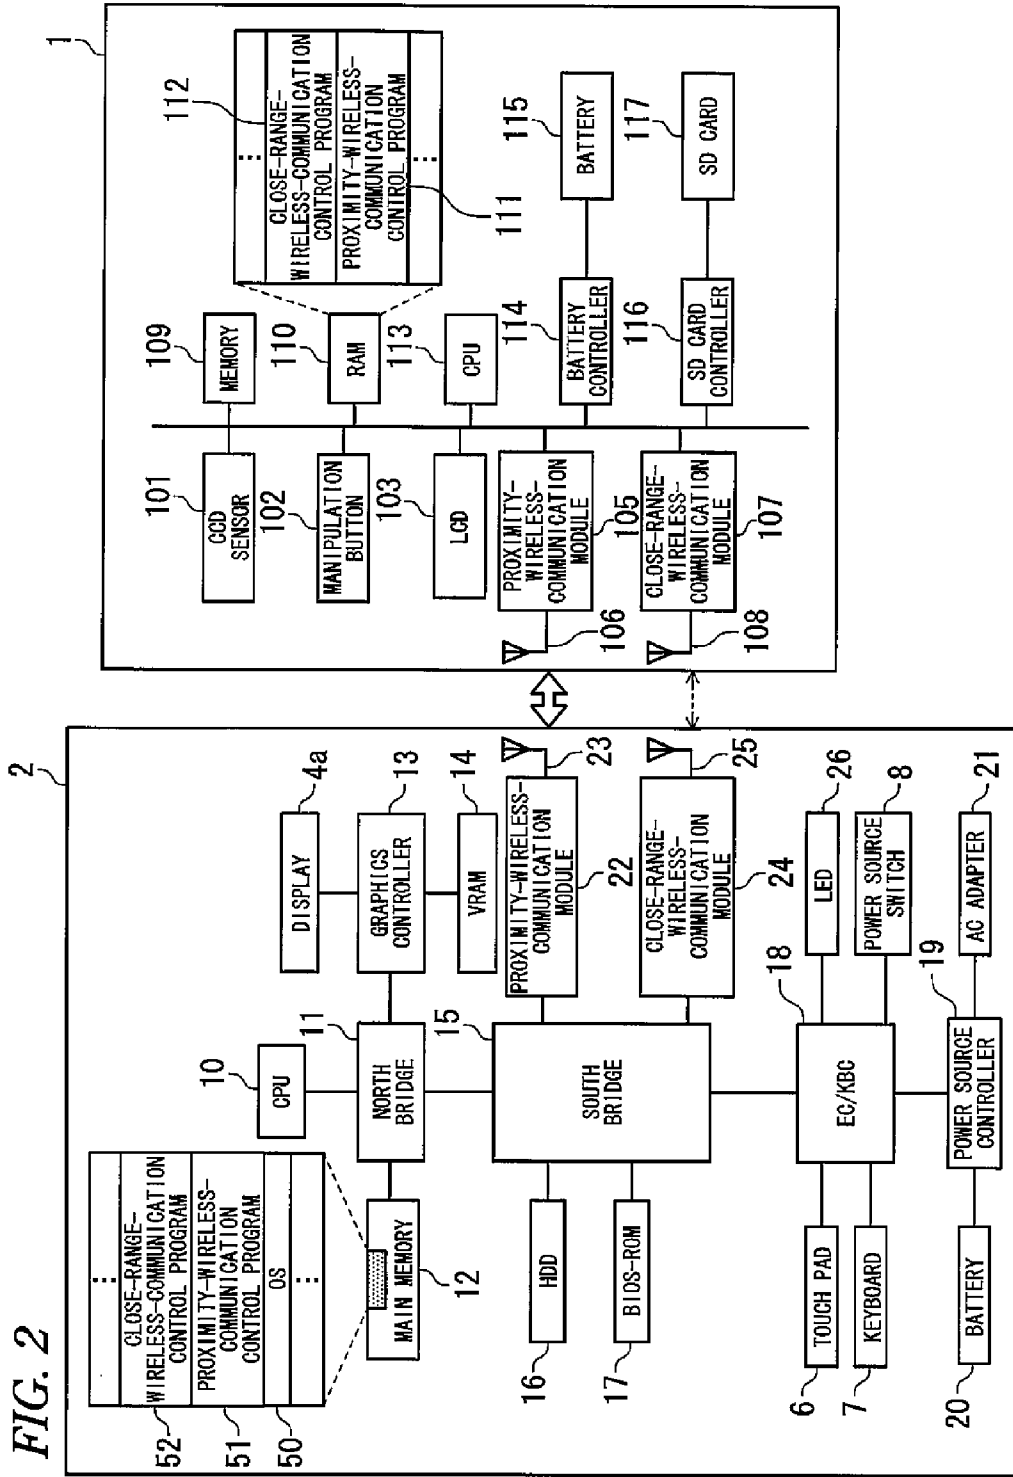 FIG. 2
2
52
51
50
⋮
CLOSE-RANGE-
WIRELESS-COMMUNICATION
CONTROL PROGRAM
PROXIMITY-WIRELESS-
COMMUNICATION
CONTROL PROGRAM
OS
⋮
10
CPU
4a
DISPLAY
MAIN MEMORY
12
11
NORTH
BRIDGE
13
GRAPHICS
CONTROLLER
14
VRAM
15
SOUTH
BRIDGE
16
HDD
17
BIOS-ROM
PROXIMITY-WIRELESS-
COMMUNICATION
MODULE
22
23
CLOSE-RANGE-
WIRELESS-
COMMUNICATION
MODULE
24
25
6
TOUCH PAD
7
KEYBOARD
18
EC/KBC
26
LED
8
POWER SOURCE
SWITCH
20
BATTERY
19
POWER SOURCE
CONTROLLER
21
AC ADAPTER
1
101
CCD
SENSOR
109
MEMORY
102
MANIPULATION
BUTTON
110
RAM
112
⋮
CLOSE-RANGE-
WIRELESS-COMMUNICATION
CONTROL PROGRAM
PROXIMITY-WIRELESS-
COMMUNICATION
CONTROL PROGRAM
⋮
111
103
LCD
113
CPU
PROXIMITY-
WIRELESS-
COMMUNICATION
MODULE
105
106
114
BATTERY
CONTROLLER
115
BATTERY
CLOSE-RANGE-
WIRELESS-
COMMUNICATION
MODULE
107
108
116
SD CARD
CONTROLLER
117
SD CARD